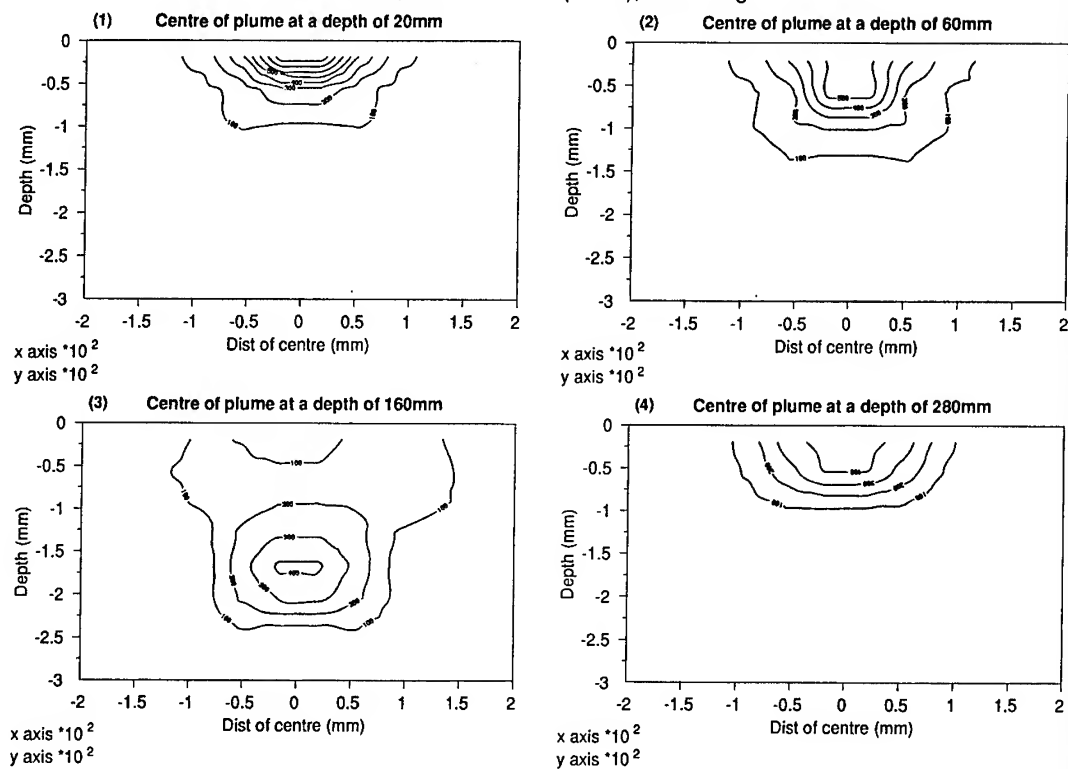 (1) Centre of plume at a depth of 20mm
0
-0.5
-1
-1.5
-2
-2.5
-3
Depth (mm)
100
100
-2 -1.5 -1 -0.5 0 0.5 1 1.5 2
Dist of centre (mm)
x axis *10 2
y axis *10 2
(2) Centre of plume at a depth of 60mm
0
-0.5
-1
-1.5
-2
-2.5
-3
Depth (mm)
100
100
-2 -1.5 -1 -0.5 0 0.5 1 1.5 2
Dist of centre (mm)
x axis *10 2
y axis *10 2
(3) Centre of plume at a depth of 160mm
0
-0.5
-1
-1.5
-2
-2.5
-3
Depth (mm)
100
100
100
100
100
-2 -1.5 -1 -0.5 0 0.5 1 1.5 2
Dist of centre (mm)
x axis *10 2
y axis *10 2
(4) Centre of plume at a depth of 280mm
0
-0.5
-1
-1.5
-2
-2.5
-3
Depth (mm)
-2 -1.5 -1 -0.5 0 0.5 1 1.5 2
Dist of centre (mm)
x axis *10 2
y axis *10 2